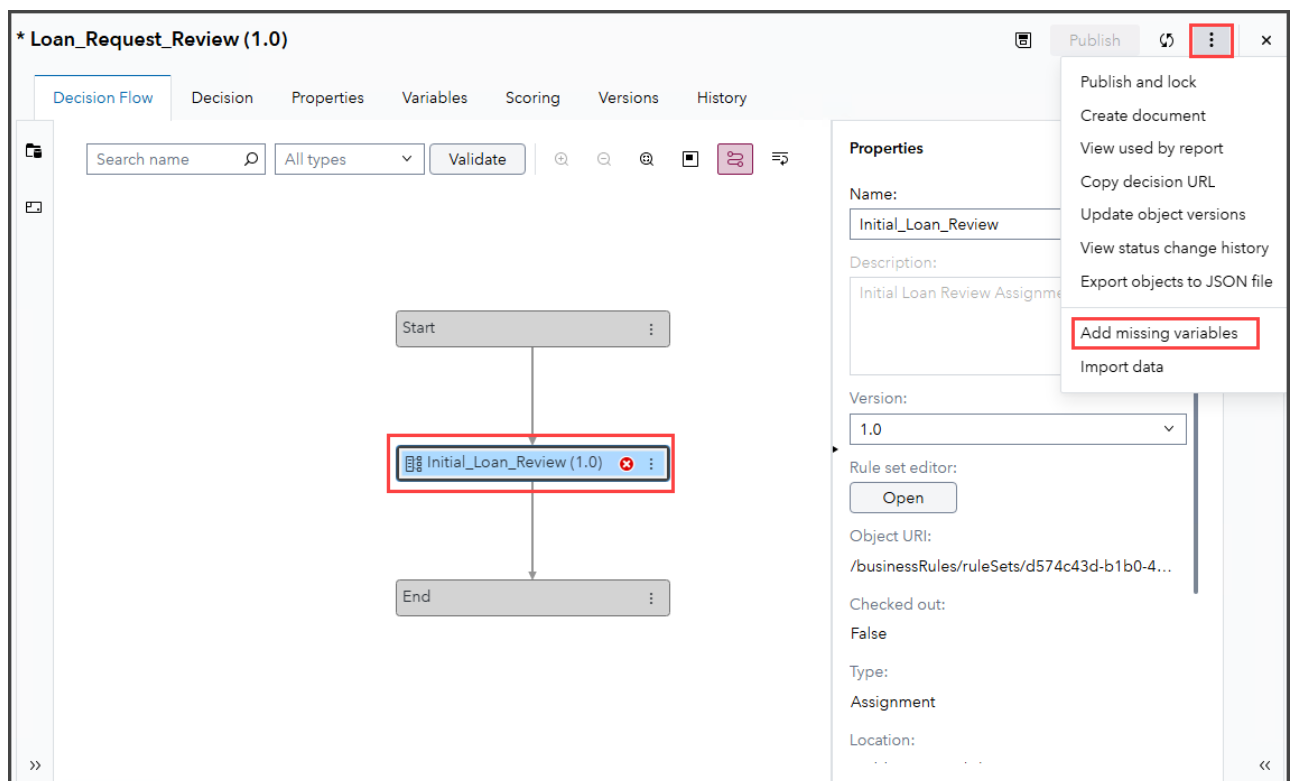 * Loan_Request_Review (1.0)
Publish
Decision Flow
Decision
Properties
Variables
Scoring
Versions
History
Search name
All types
Validate
Start
Initial_Loan_Review (1.0)
End
Properties
Name:
Initial_Loan_Review
Description:
Initial Loan Review Assignme
Version:
1.0
Rule set editor:
Open
Object URI:
/businessRules/ruleSets/d574c43d-b1b0-4...
Checked out:
False
Type:
Assignment
Location:
Publish and lock
Create document
View used by report
Copy decision URL
Update object versions
View status change history
Export objects to JSON file
Add missing variables
Import data